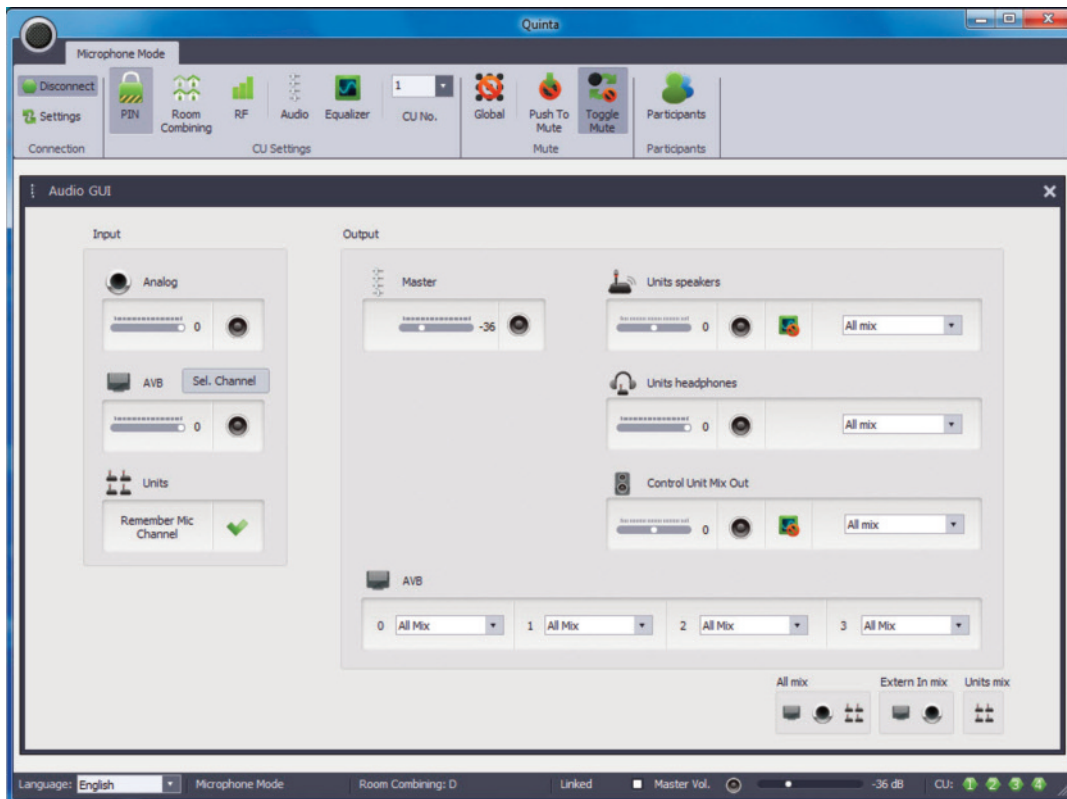 Quinta
Microphone Mode
Disconnect
Settings
Connection
PIN
Room
Combining
RF
Audio
Equalizer
1
CU No.
CU Settings
Global
Push To
Mute
Toggle
Mute
Mute
Participants
Participants
Audio GUI
Input
Output
Analog
0
Master
-36
Units speakers
0
All mix
AVB
Sel. Channel
0
Units headphones
0
All mix
Units
Remember Mic
Channel
Control Unit Mix Out
0
All mix
AVB
0 All Mix
1 All Mix
2 All Mix
3 All Mix
All mix
Extern In mix
Units mix
Language: English
Microphone Mode
Room Combining: D
Linked
Master Vol.
-36 dB
CU: 1 2 3 4